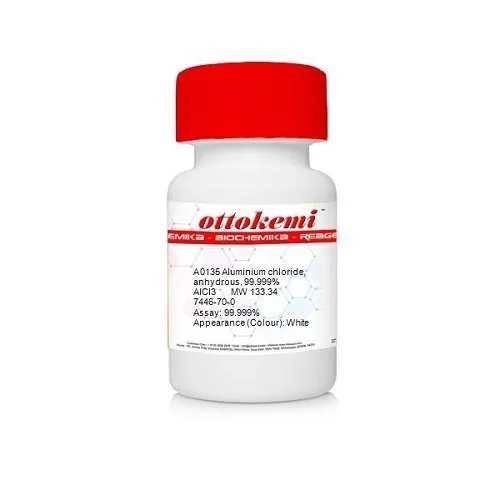 ottokemi™
EMIKA - BIOCHEMIKA - REAGE
A0135 Aluminium chloride,
anhydrous, 99.999%
AlCl3 MW 133.34
7446-70-0
Assay: 99.999%
Appearance (Colour): White